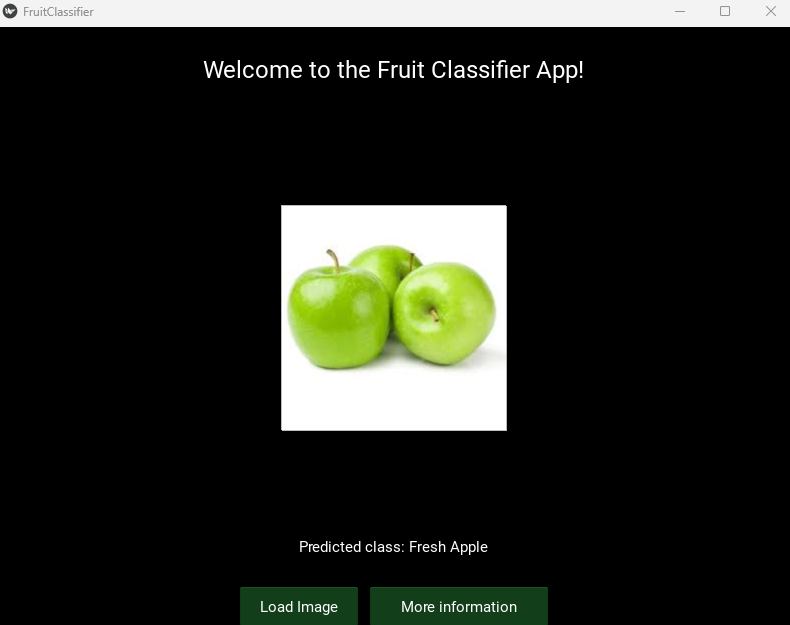 FruitClassifier
Welcome to the Fruit Classifier App!
Predicted class: Fresh Apple
Load Image
More information